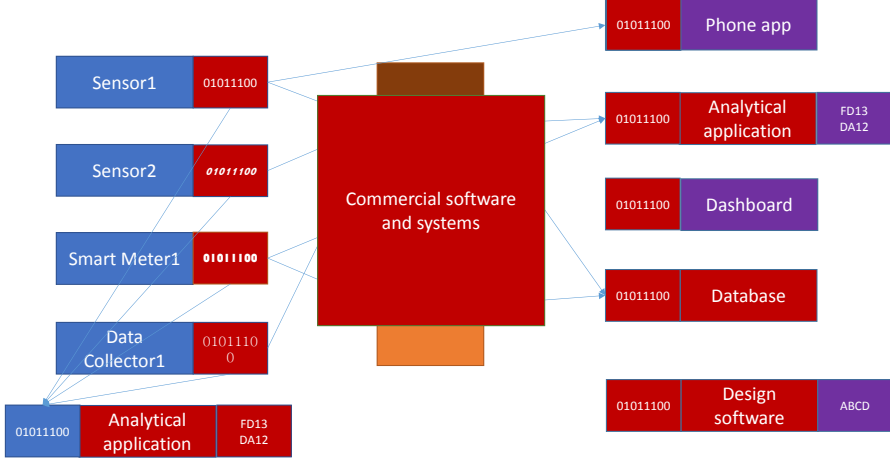 Sensor1
01011100
Sensor2
01011100
Smart Meter1
01011100
Data
Collector1
0101110
0
01011100
Analytical
application
FD13
DA12
Commercial software
and systems
01011100
Phone app
01011100
Analytical
application
FD13
DA12
01011100
Dashboard
01011100
Database
01011100
Design
software
ABCD